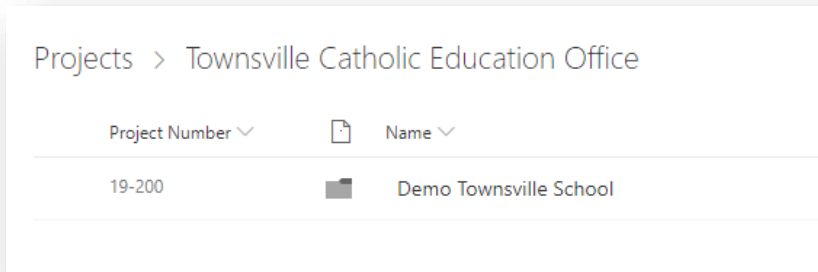 Projects > Townsville Catholic Education Office
Project Number Name
19-200 Demo Townsville School